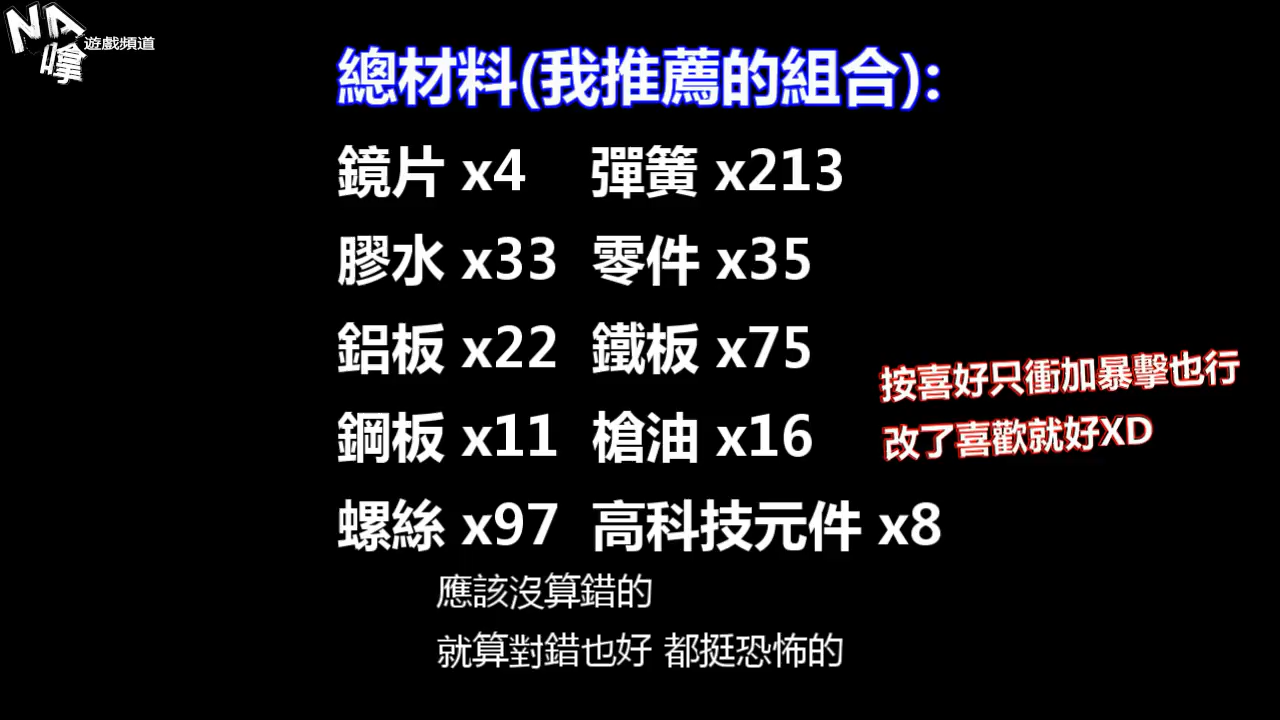 NA
嗱 遊戲頻道
總材料(我推薦的組合):
鏡片 x4 彈簧 x213
膠水 x33 零件 x35
鋁板 x22 鐵板 x75
鋼板 x11 槍油 x16
螺絲 x97 高科技元件 x8
按喜好只衝加暴擊也行
改了喜歡就好XD
應該沒算錯的
就算對錯也好 都挺恐怖的